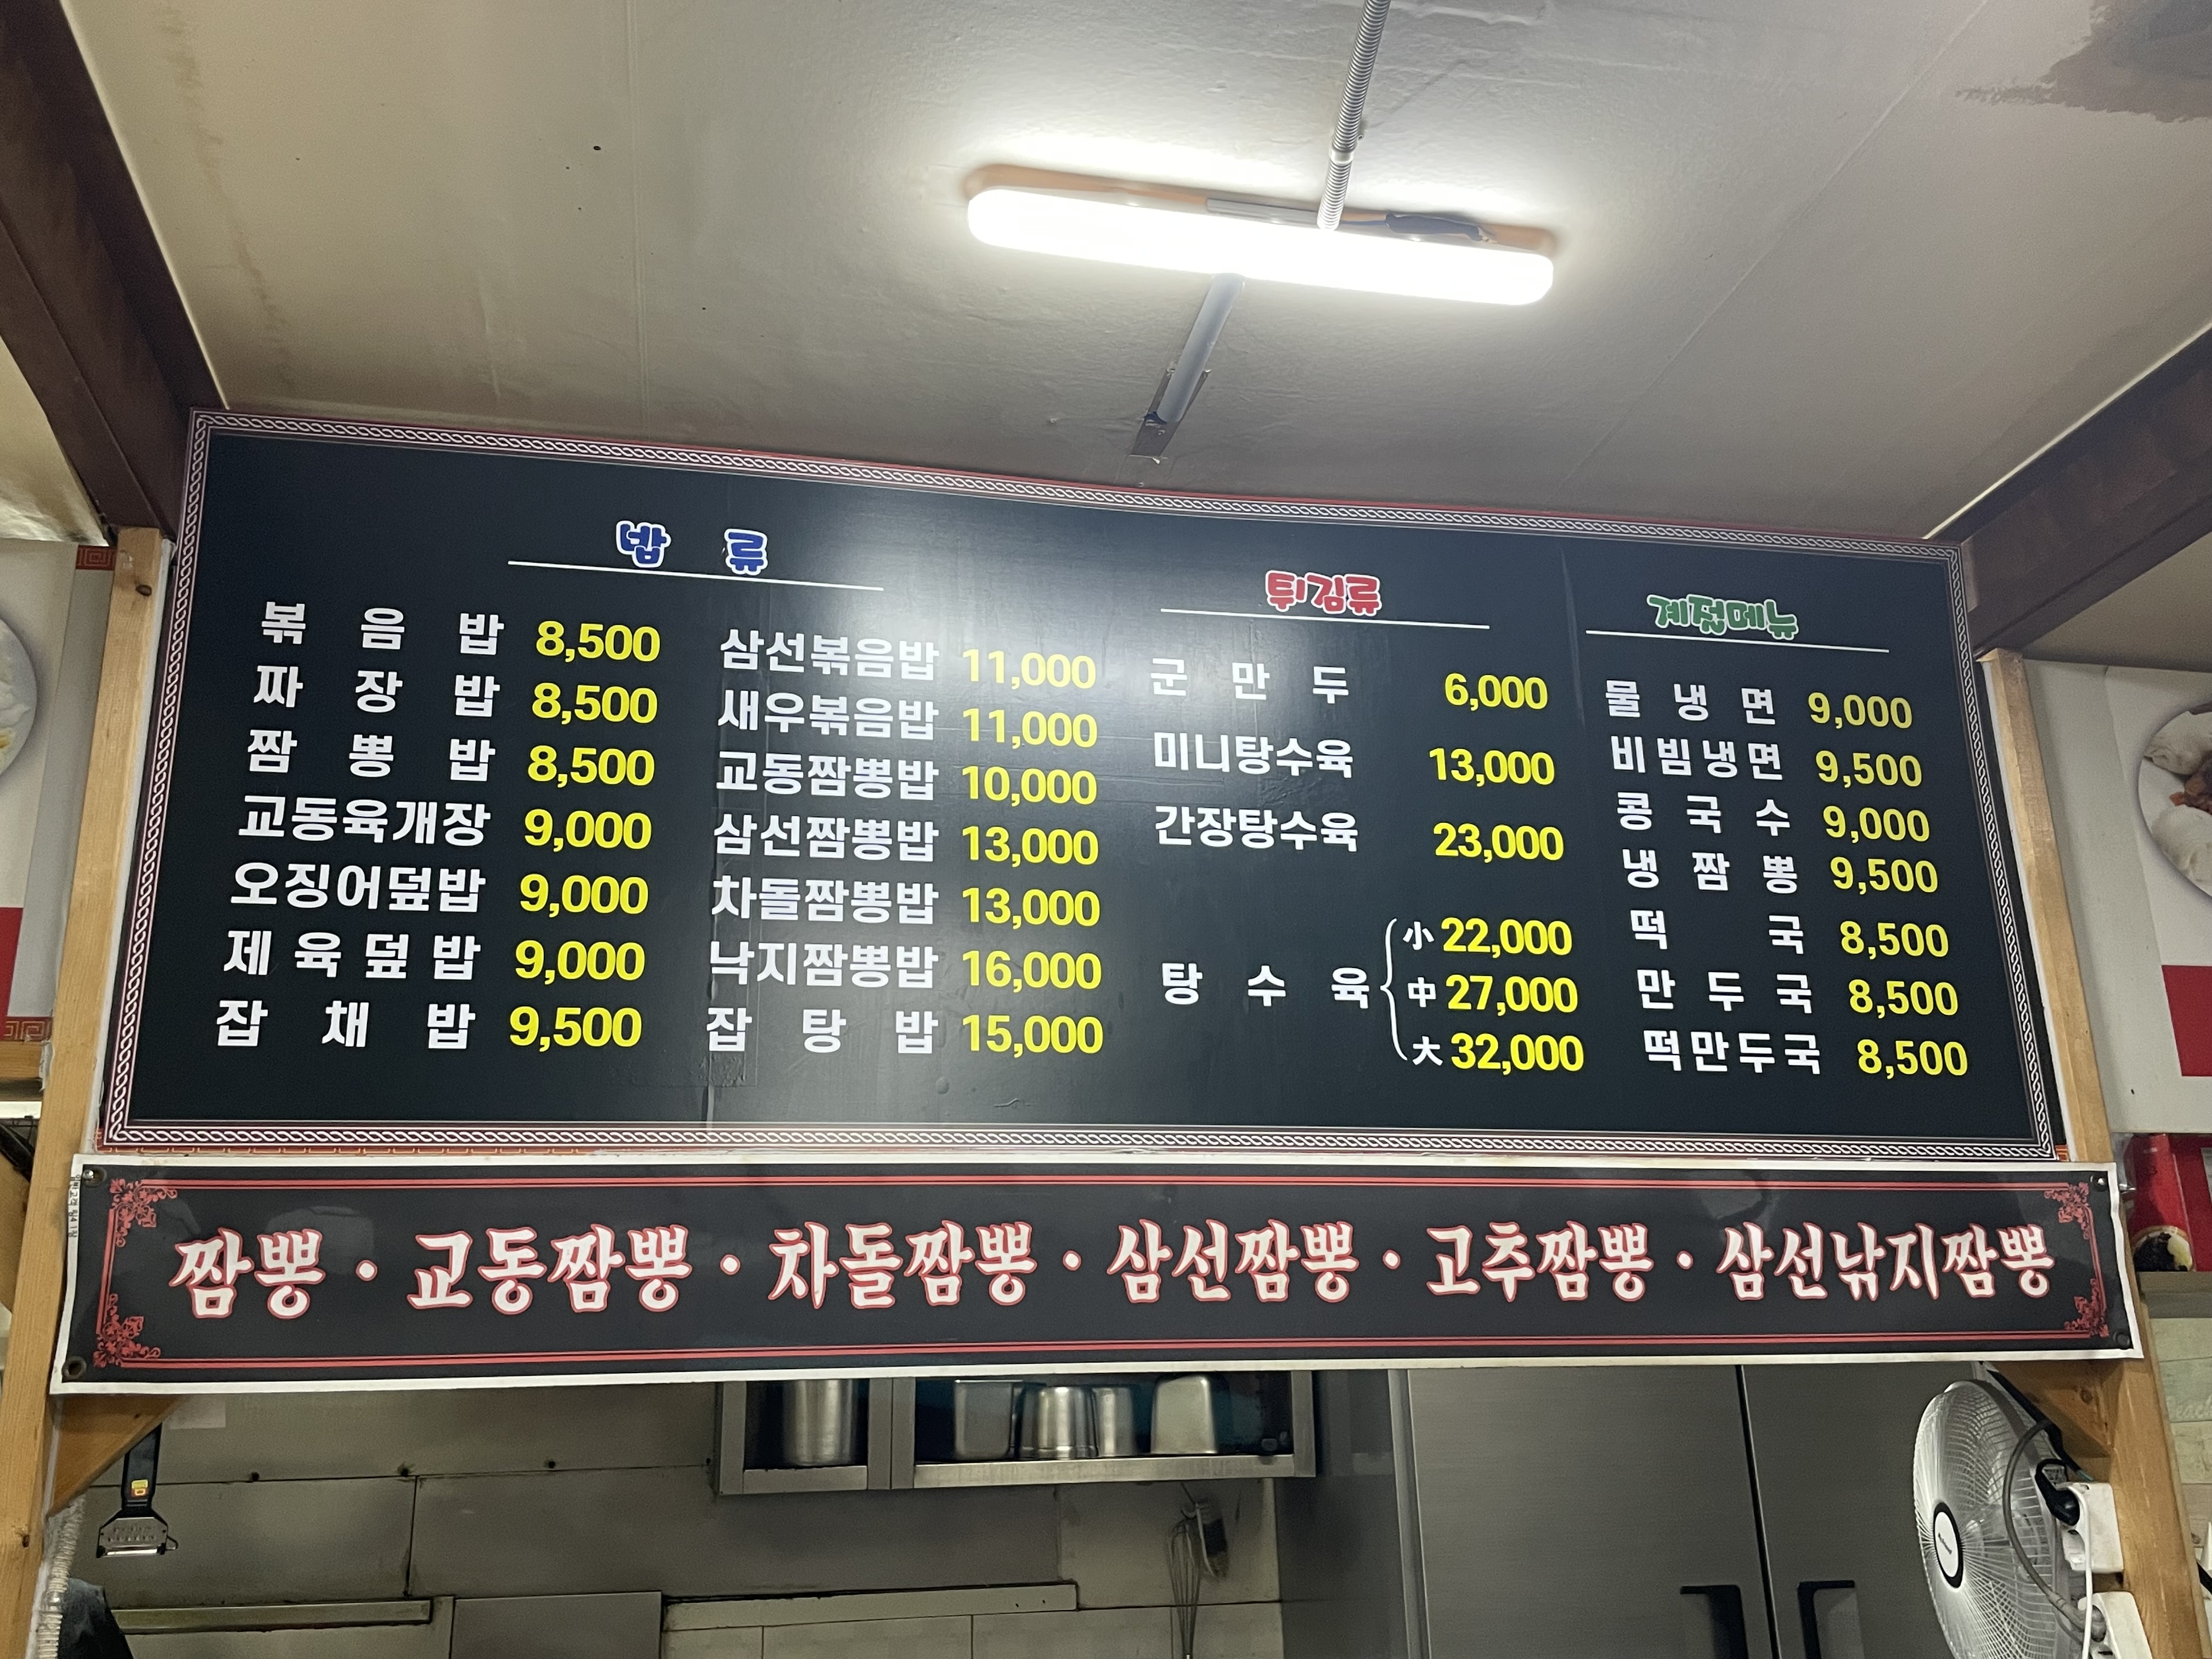 밥 류
볶 음 밥 8,500
짜 장 밥 8,500
짬 뽕 밥 8,500
교동육개장 9,000
오징어덮밥 9,000
제 육 덮 밥 9,000
잡 채 밥 9,500
삼선볶음밥 11,000
새우볶음밥 11,000
교동짬뽕밥 10,000
삼선짬뽕밥 13,000
차돌짬뽕밥 13,000
낙지짬뽕밥 16,000
잡 탕 밥 15,000
튀김류
군 만 두 6,000
미니탕수육 13,000
간장탕수육 23,000
탕 수 육
小 22,000
中 27,000
大 32,000
계절메뉴
물 냉 면 9,000
비 빔 냉 면 9,500
콩 국 수 9,000
냉 짬 뽕 9,500
떡 국 8,500
만 두 국 8,500
떡만두국 8,500
짬뽕 · 교동짬뽕 · 차돌짬뽕 · 삼선짬뽕 · 고추짬뽕 · 삼선낚지짬뽕